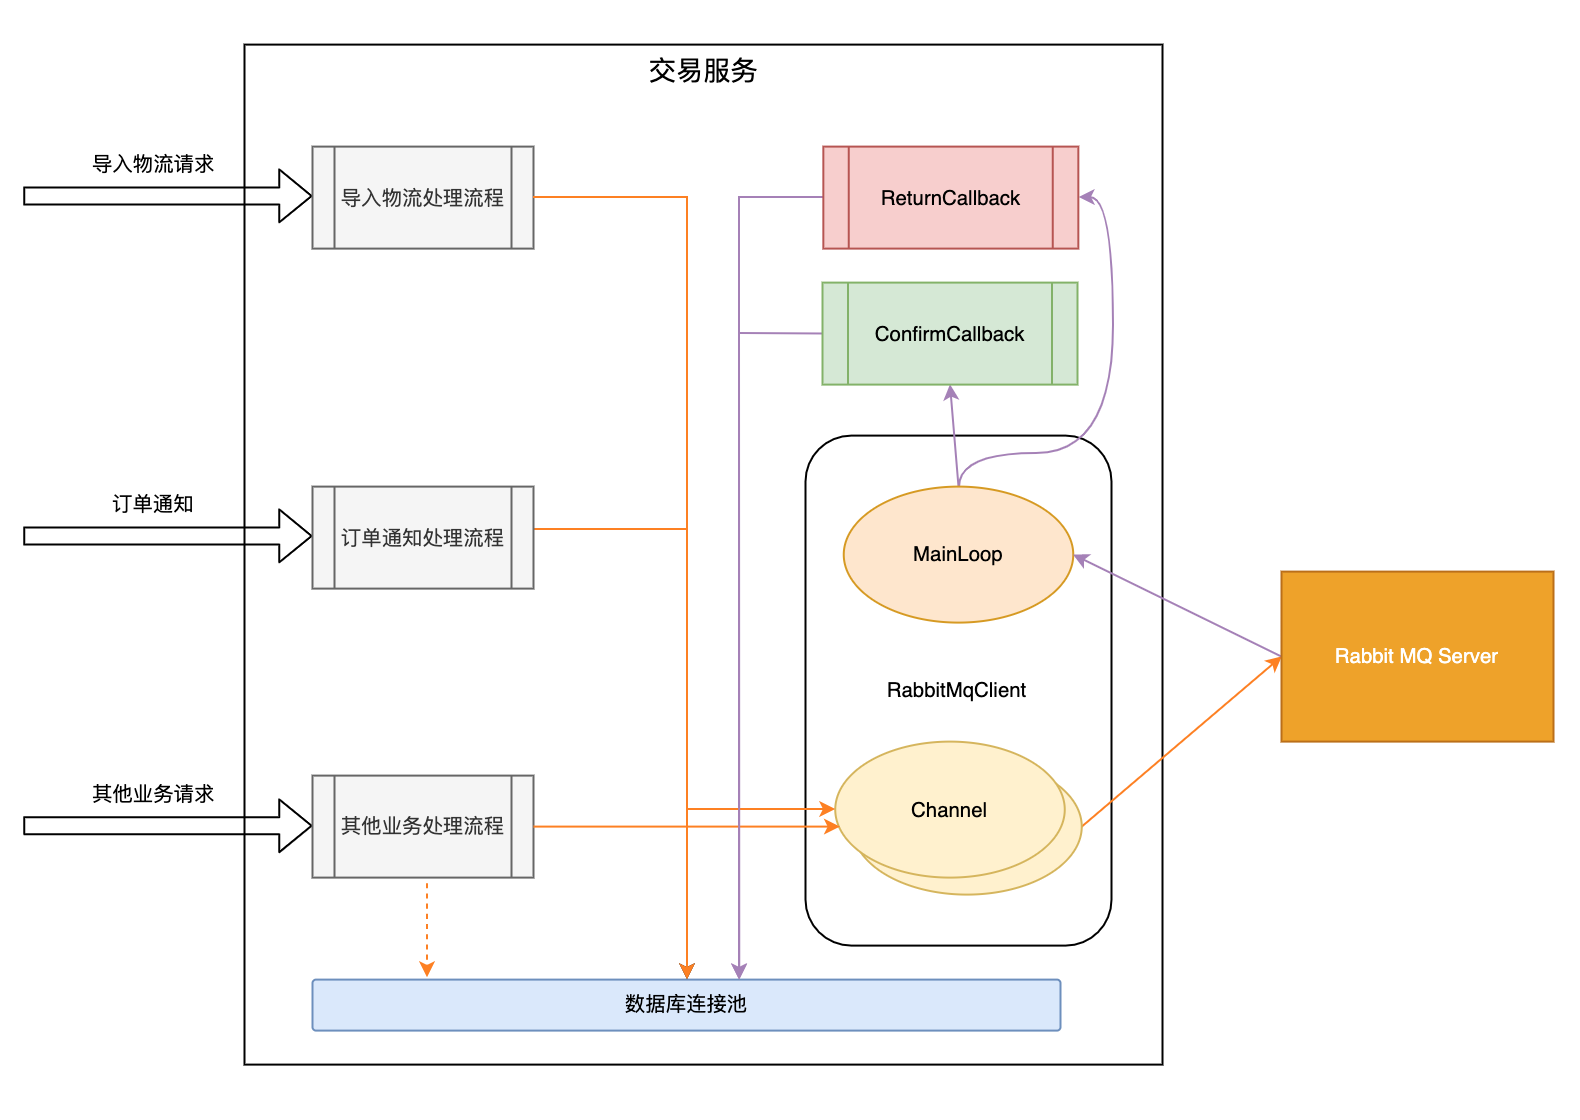 交易服务
导入物流请求
导入物流处理流程
ReturnCallback
ConfirmCallback
订单通知
订单通知处理流程
MainLoop
Rabbit MQ Server
RabbitMqClient
其他业务请求
其他业务处理流程
Channel
数据库连接池